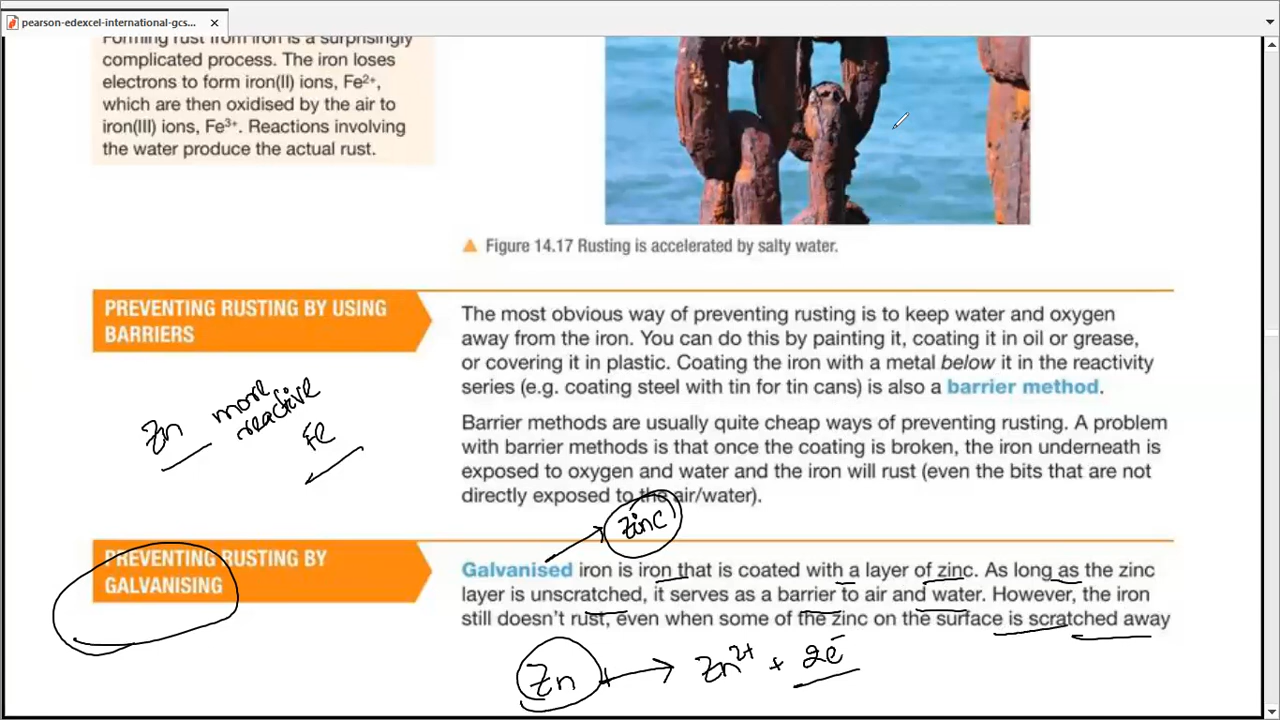 pearson-edexcel-international-gcs...
Forming rust from iron is a surprisingly
complicated process. The iron loses
electrons to form iron(II) ions, Fe²⁺,
which are then oxidised by the air to
iron(III) ions, Fe³⁺. Reactions involving
the water produce the actual rust.
Figure 14.17 Rusting is accelerated by salty water.
PREVENTING RUSTING BY USING
BARRIERS
The most obvious way of preventing rusting is to keep water and oxygen
away from the iron. You can do this by painting it, coating it in oil or grease,
or covering it in plastic. Coating the iron with a metal below it in the reactivity
series (e.g. coating steel with tin for tin cans) is also a barrier method.
Barrier methods are usually quite cheap ways of preventing rusting. A problem
with barrier methods is that once the coating is broken, the iron underneath is
exposed to oxygen and water and the iron will rust (even the bits that are not
directly exposed to the air/water).
Zn more
reactive
Fe
zinc
PREVENTING RUSTING BY
GALVANISING
Galvanised iron is iron that is coated with a layer of zinc. As long as the zinc
layer is unscratched, it serves as a barrier to air and water. However, the iron
still doesn't rust, even when some of the zinc on the surface is scratched away
Zn → Zn²⁺ + 2e⁻